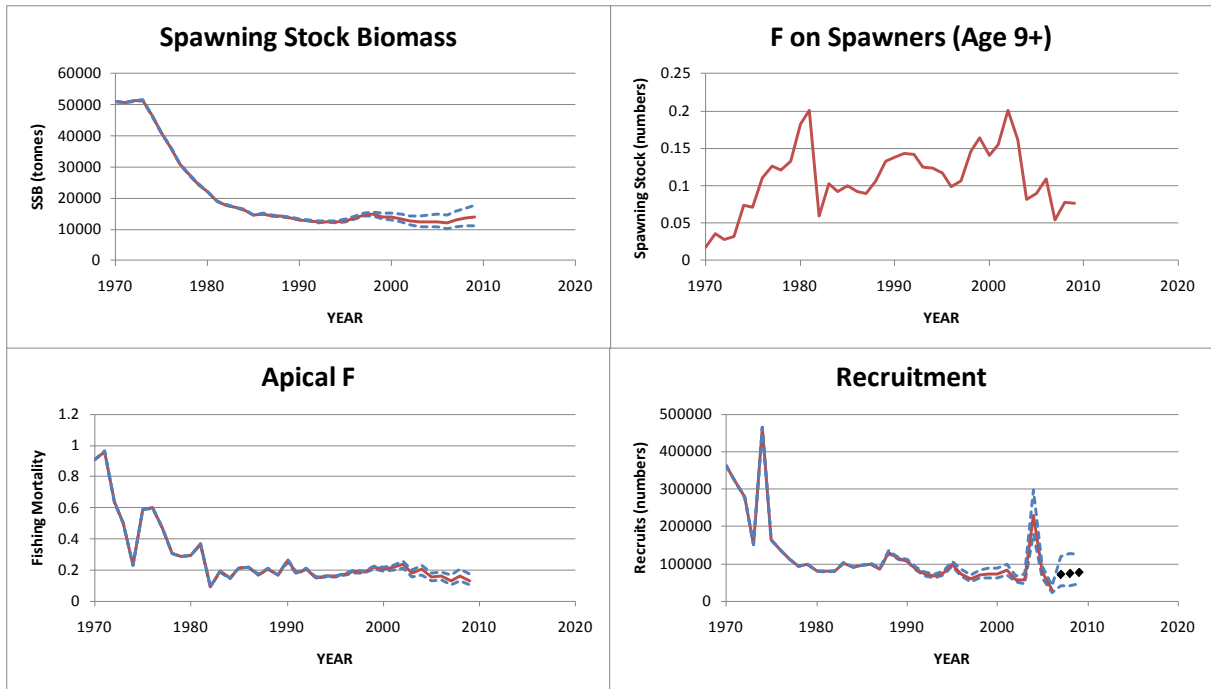 Spawning Stock Biomass
SSB (tonnes)
60000
50000
40000
30000
20000
10000
0
1970 1980 1990 2000 2010 2020
YEAR
F on Spawners (Age 9+)
Spawning Stock (numbers)
0.25
0.2
0.15
0.1
0.05
0
1970 1980 1990 2000 2010 2020
YEAR
Apical F
Fishing Mortality
1.2
1
0.8
0.6
0.4
0.2
0
1970 1980 1990 2000 2010 2020
YEAR
Recruitment
Recruits (numbers)
500000
400000
300000
200000
100000
0
1970 1980 1990 2000 2010 2020
YEAR